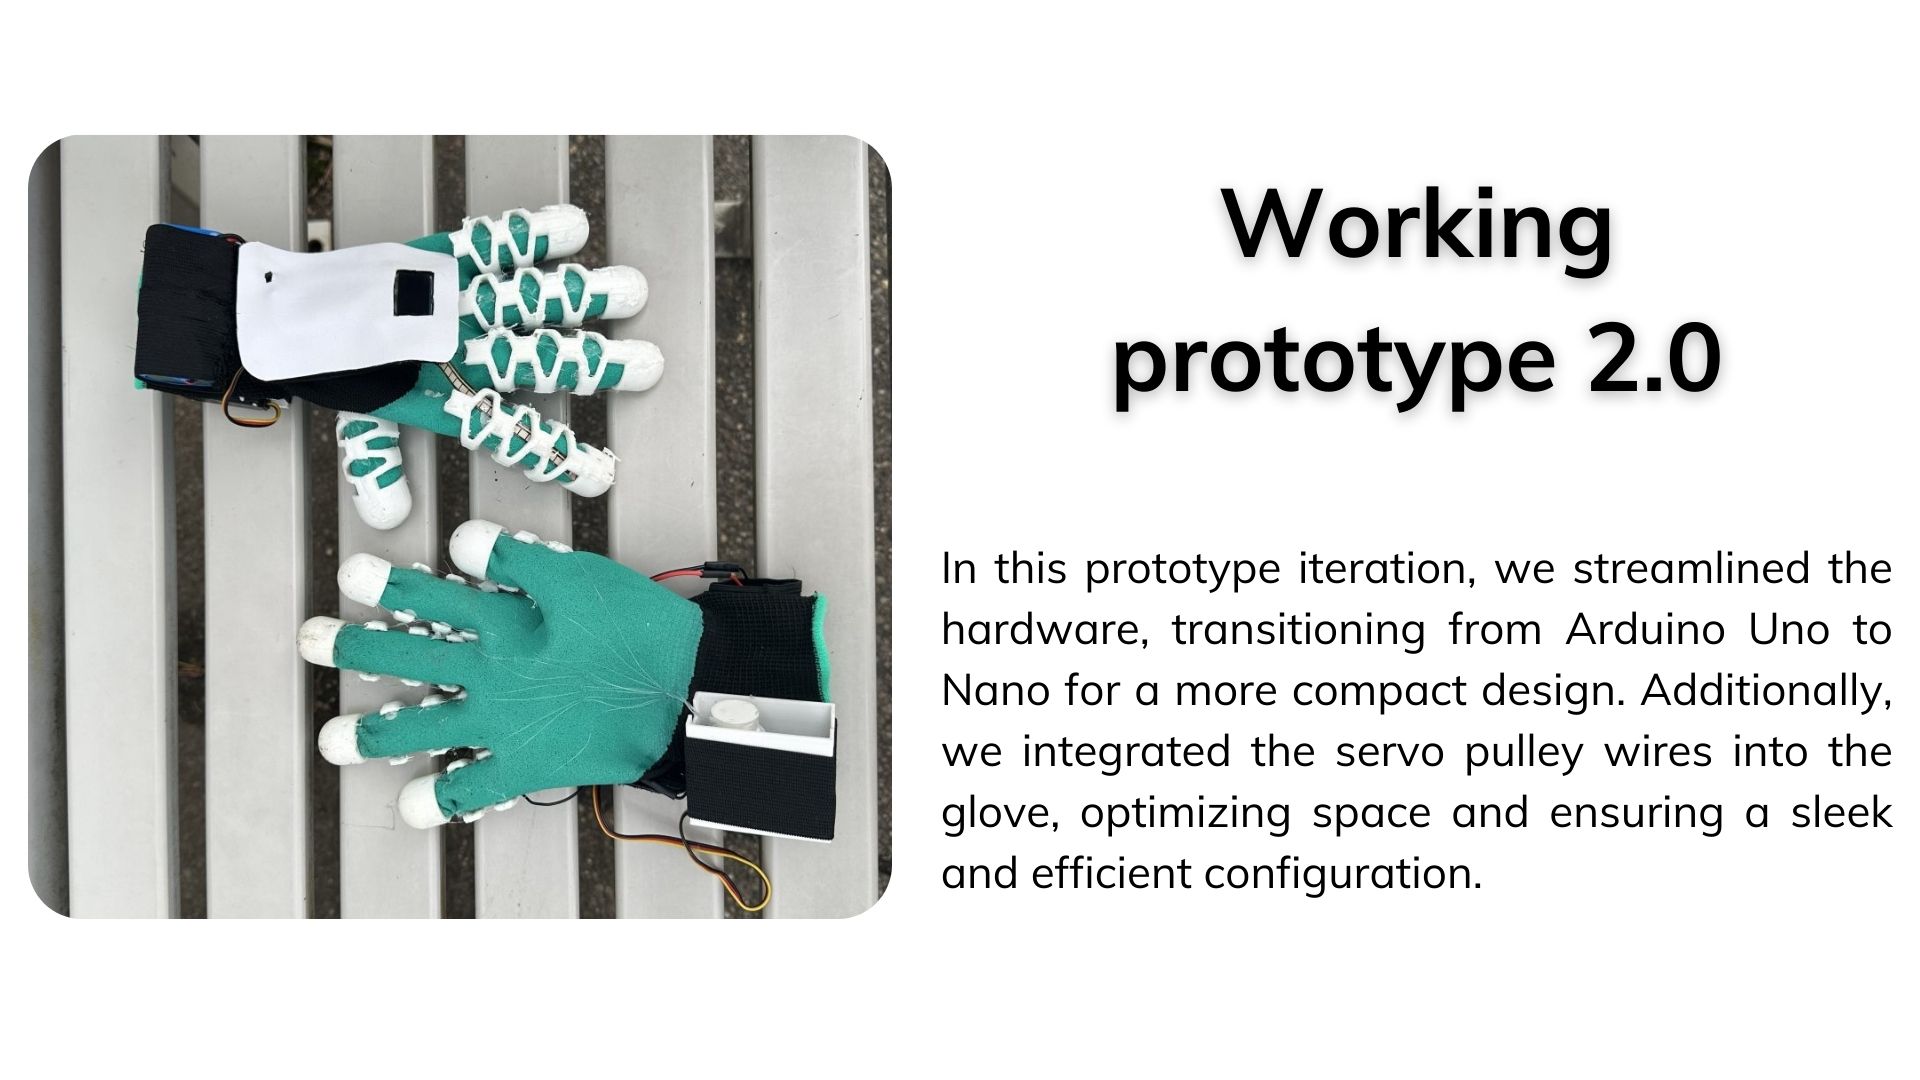 Working
prototype 2.0
In this prototype iteration, we streamlined the
hardware, transitioning from Arduino Uno to
Nano for a more compact design. Additionally,
we integrated the servo pulley wires into the
glove, optimizing space and ensuring a sleek
and efficient configuration.